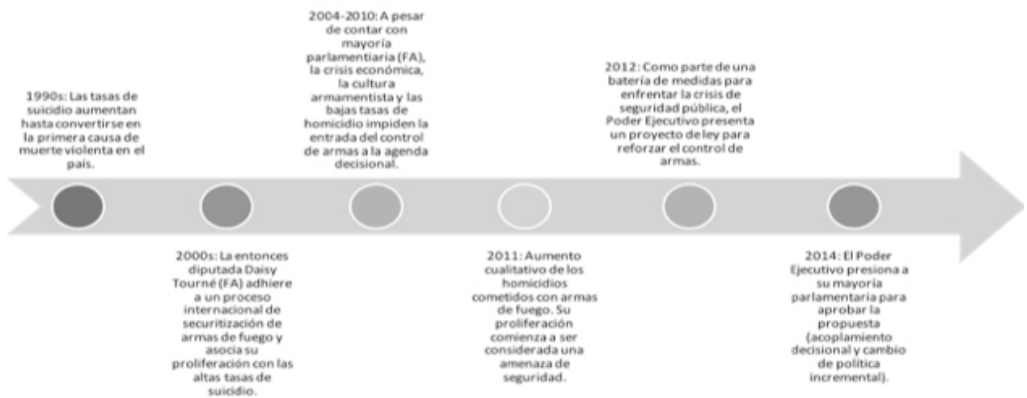 1990s: Las tasas de
suicidio aumentan
hasta convertirse en
la primera causa de
muerte violenta en el
país.
2000s: La entonces
diputada Daisy
Tourné (FA) adhiere
a un proceso
internacional de
securitización de
armas de fuego y
asocia su
proliferación con las
altas tasas de
suicidio.
2004-2010: A pesar
de contar con
mayoría
parlamentiaria (FA),
la crisis económica,
la cultura
armamentista y las
bajas tasas de
homicidio impiden la
entrada del control
de armas a la agenda
decisional.
2011: Aumento
cualitativo de los
homicidios
cometidos con armas
de fuego. Su
proliferación
comienza a ser
considerada una
amenaza de
seguridad.
2012: Como parte de una
batería de medidas para
enfrentar la crisis de
seguridad pública, el
Poder Ejecutivo presenta
un proyecto de ley para
reforzar el control de
armas.
2014: El Poder
Ejecutivo presiona a
su mayoría
parlamentaria para
aprobar la
propuesta
(acoplamiento
decisional y cambio
de política
incremental).